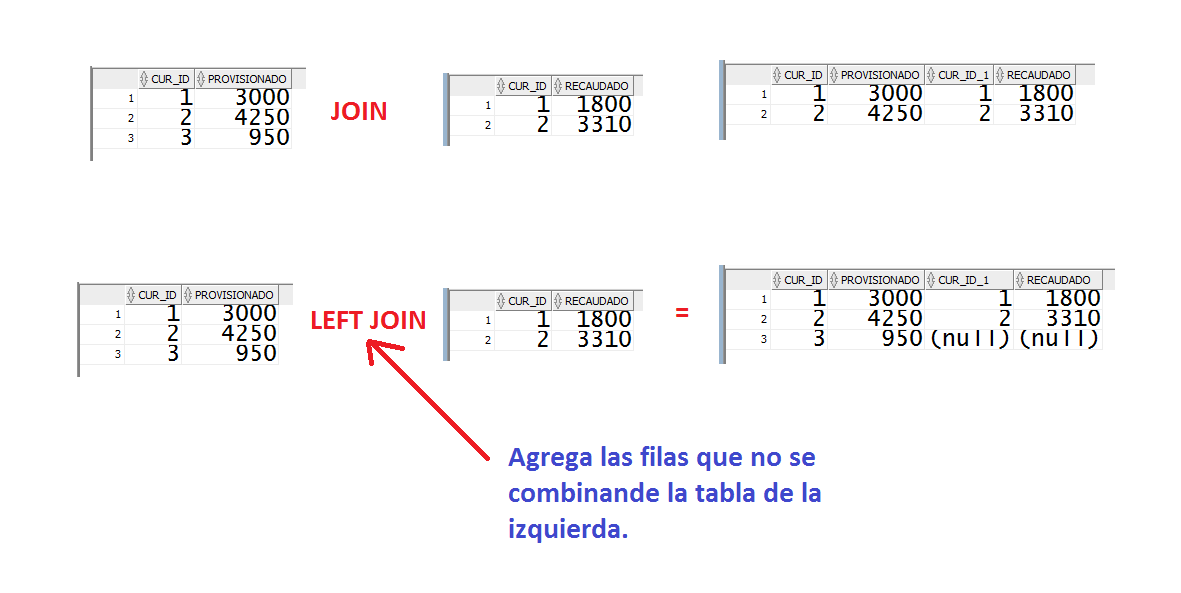 CUR_ID PROVISIONADO
1 1 3000
2 2 4250
3 3 950
JOIN
CUR_ID RECAUDADO
1 1 1800
2 2 3310
CUR_ID PROVISIONADO CUR_ID_1 RECAUDADO
1 1 3000 1 1800
2 2 4250 2 3310
CUR_ID PROVISIONADO
1 1 3000
2 2 4250
3 3 950
LEFT JOIN
CUR_ID RECAUDADO
1 1 1800
2 2 3310
=
CUR_ID PROVISIONADO CUR_ID_1 RECAUDADO
1 1 3000 1 1800
2 2 4250 2 3310
3 3 950 (null) (null)
Agrega las filas que no se
combinande la tabla de la
izquierda.